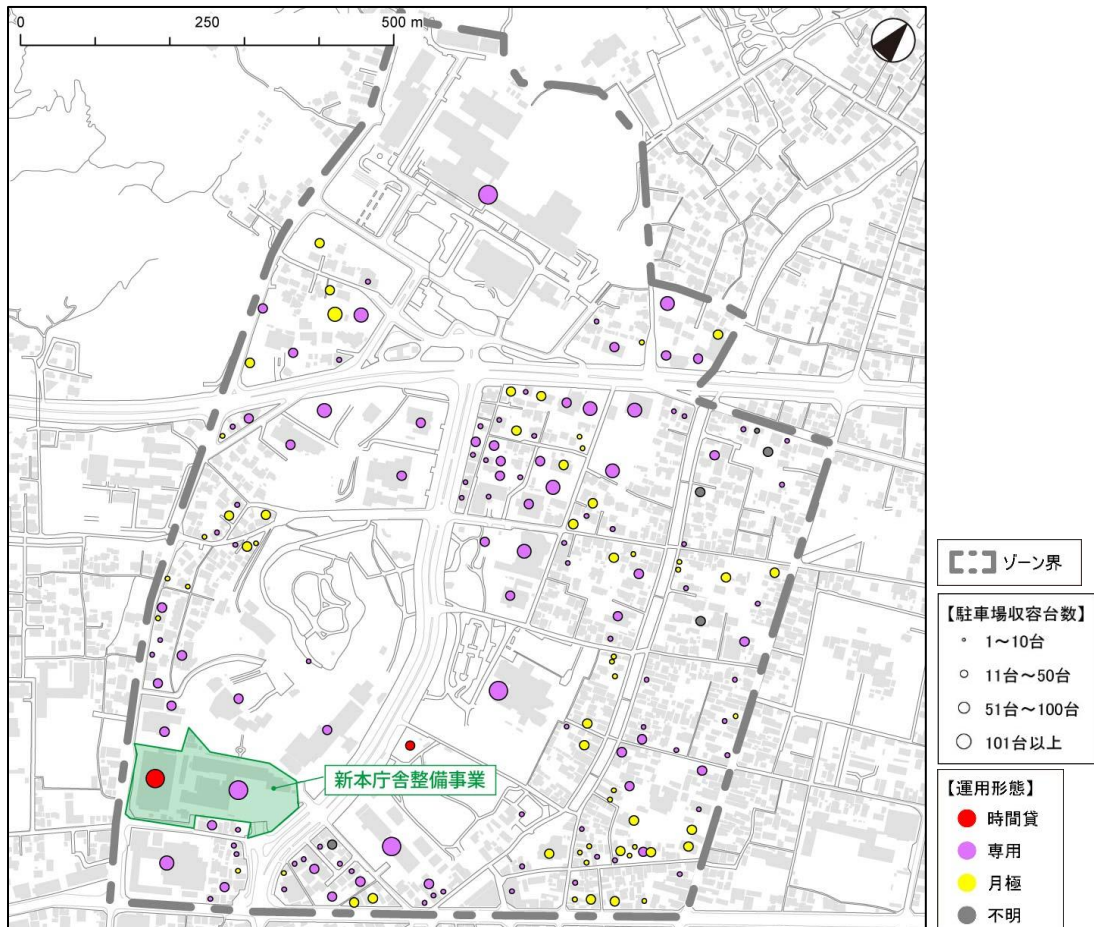 0 250 500 m
新本庁舎整備事業
ゾーン界
【駐車場収容台数】
1～10台
11台～50台
51台～100台
101台以上
【運用形態】
時間貸
専用
月極
不明